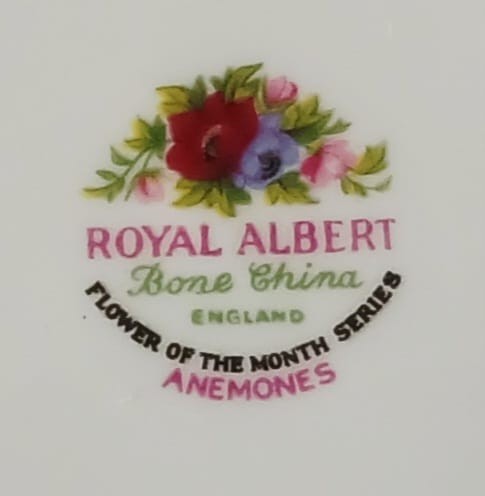 ROYAL ALBERT
Bone China
ENGLAND
FLOWER OF THE MONTH SERIES
ANEMONES